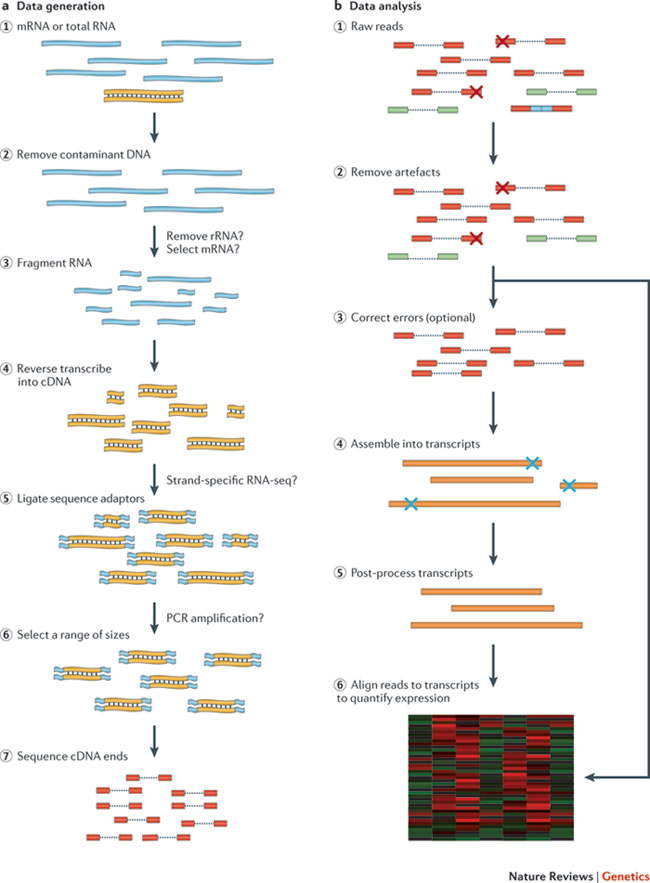 a Data generation
① mRNA or total RNA
② Remove contaminant DNA
Remove rRNA?
Select mRNA?
③ Fragment RNA
④ Reverse transcribe
into cDNA
Strand-specific RNA-seq?
⑤ Ligate sequence adaptors
PCR amplification?
⑥ Select a range of sizes
⑦ Sequence cDNA ends
b Data analysis
① Raw reads
② Remove artefacts
③ Correct errors (optional)
④ Assemble into transcripts
⑤ Post-process transcripts
⑥ Align reads to transcripts
to quantify expression
Nature Reviews | Genetics